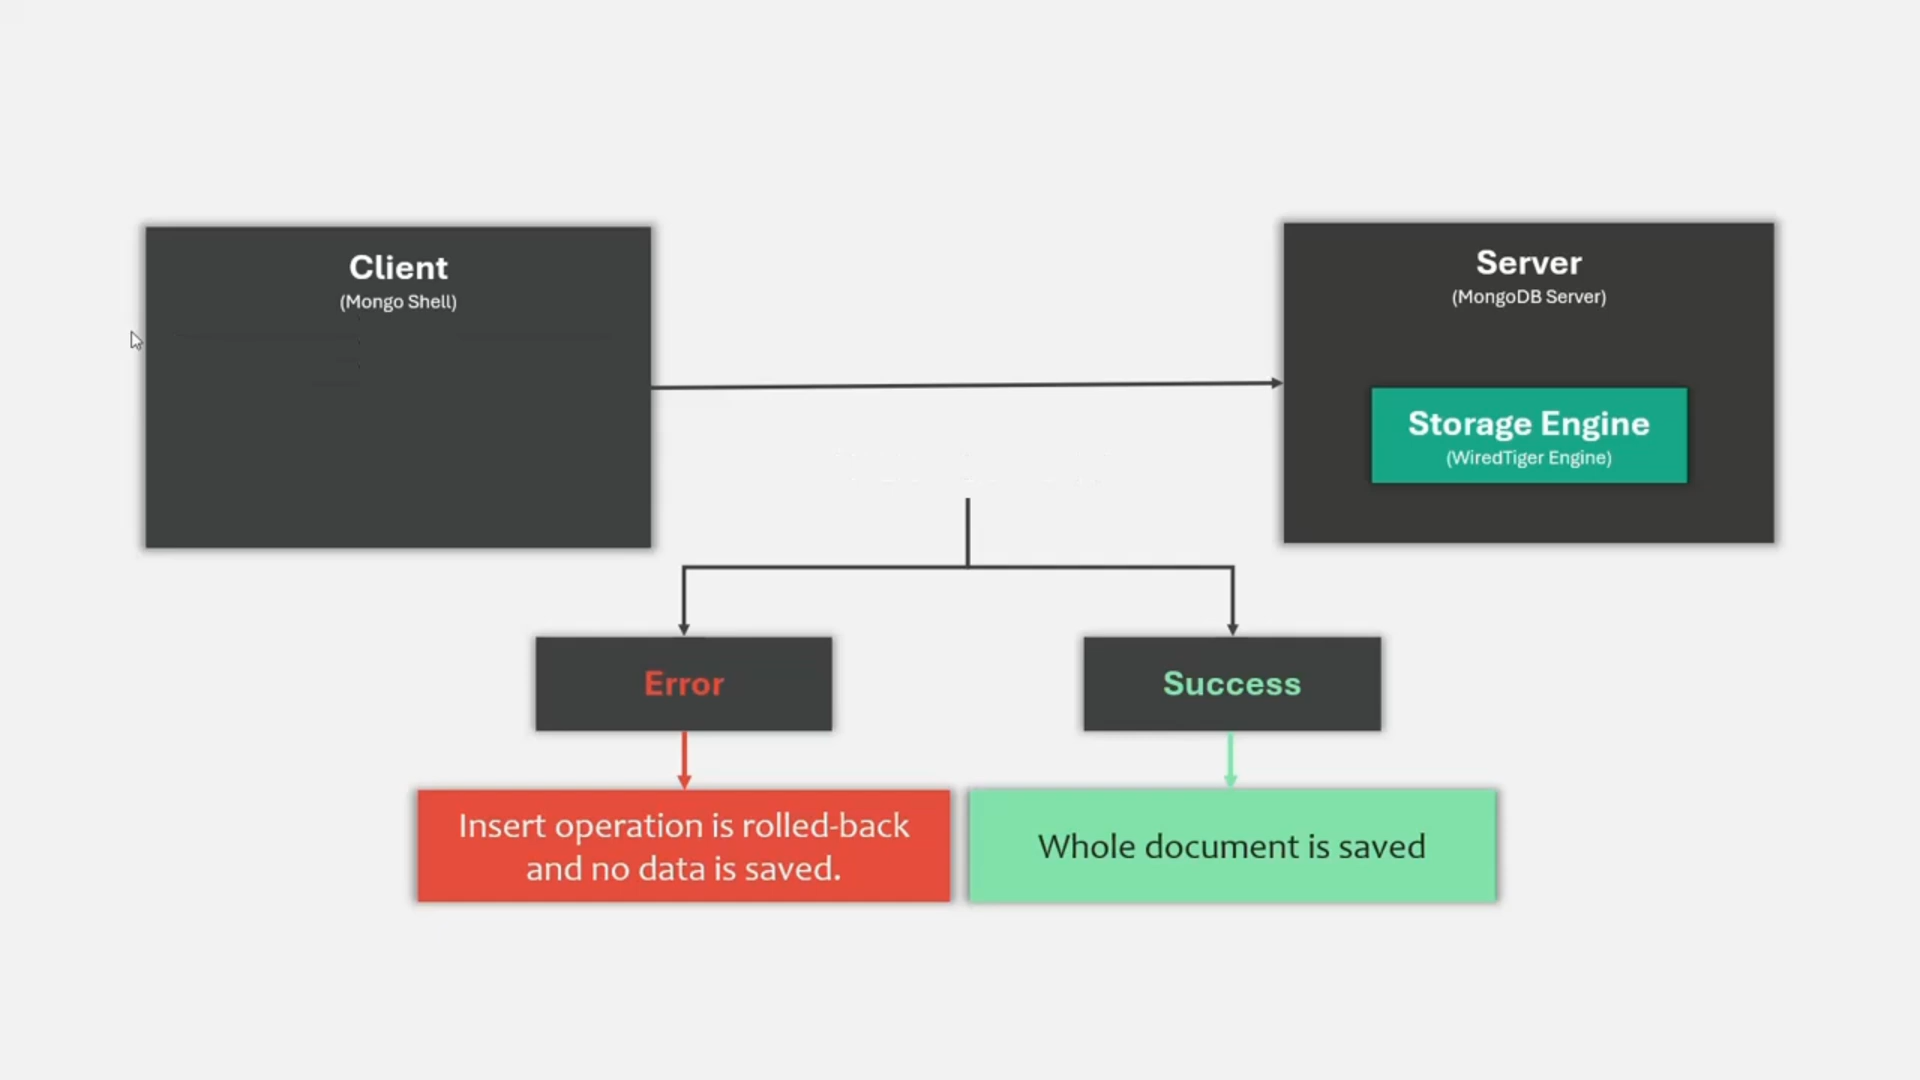 Client
(Mongo Shell)
Server
(MongoDB Server)
Storage Engine
(WiredTiger Engine)
Error
Success
Insert operation is rolled-back
and no data is saved.
Whole document is saved